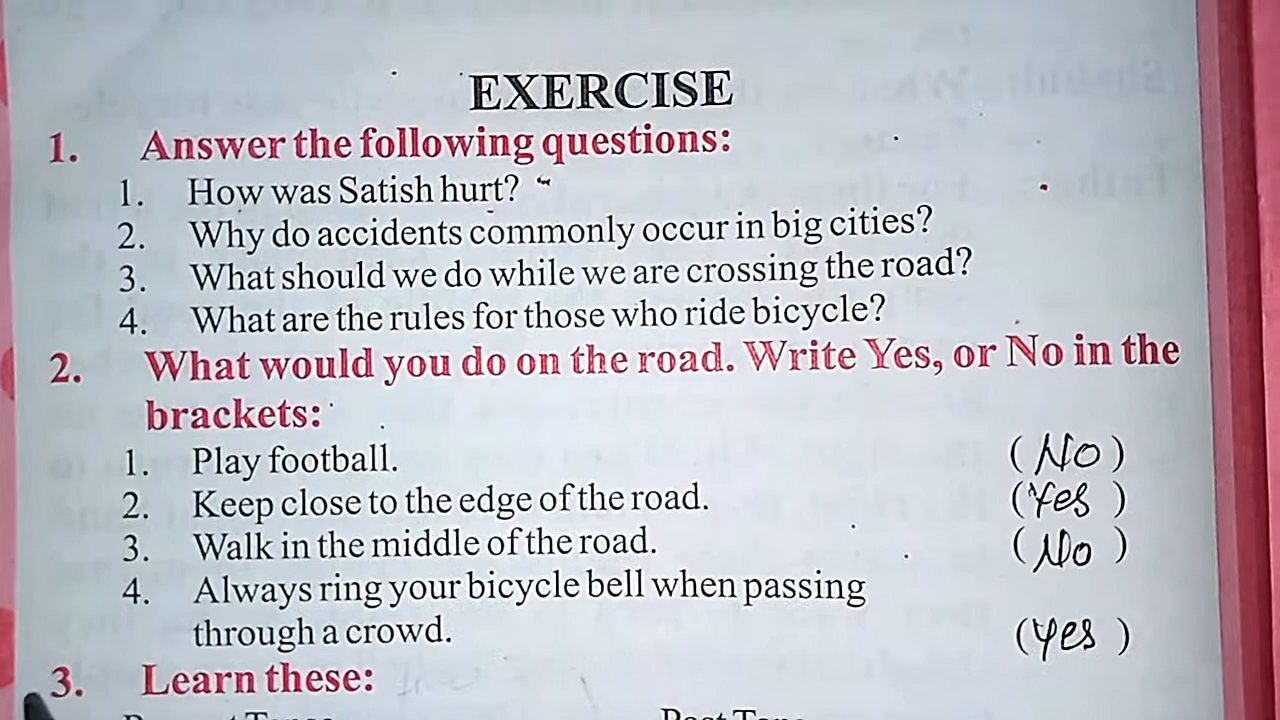 EXERCISE
1. Answer the following questions:
1. How was Satish hurt?
2. Why do accidents commonly occur in big cities?
3. What should we do while we are crossing the road?
4. What are the rules for those who ride bicycle?
2. What would you do on the road. Write Yes, or No in the
brackets:
1. Play football. (No)
2. Keep close to the edge of the road. (Yes)
3. Walk in the middle of the road. (No)
4. Always ring your bicycle bell when passing
through a crowd. (Yes)
3. Learn these: